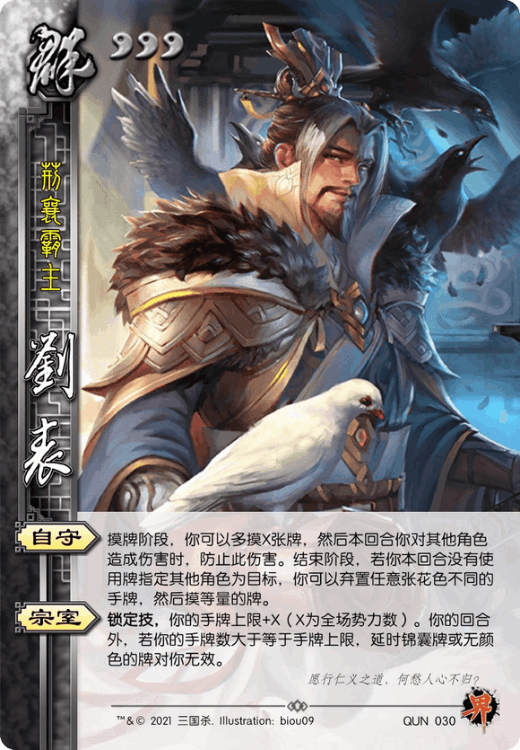 群
荊襄霸主
劉表
自守
摸牌阶段，你可以多摸X张牌，然后本回合你对其他角色
造成伤害时，防止此伤害。结束阶段，若你本回合没有使
用牌指定其他角色为目标，你可以弃置任意张花色不同的
手牌，然后摸等量的牌。
宗室
锁定技，你的手牌上限+X（X为全场势力数）。你的回合
外，若你的手牌数大于等于手牌上限，延时锦囊牌或无颜
色的牌对你无效。
愿行仁义之道，何愁人心不归？
™&© 2021 三国杀. Illustration: biou09
QUN 030
界